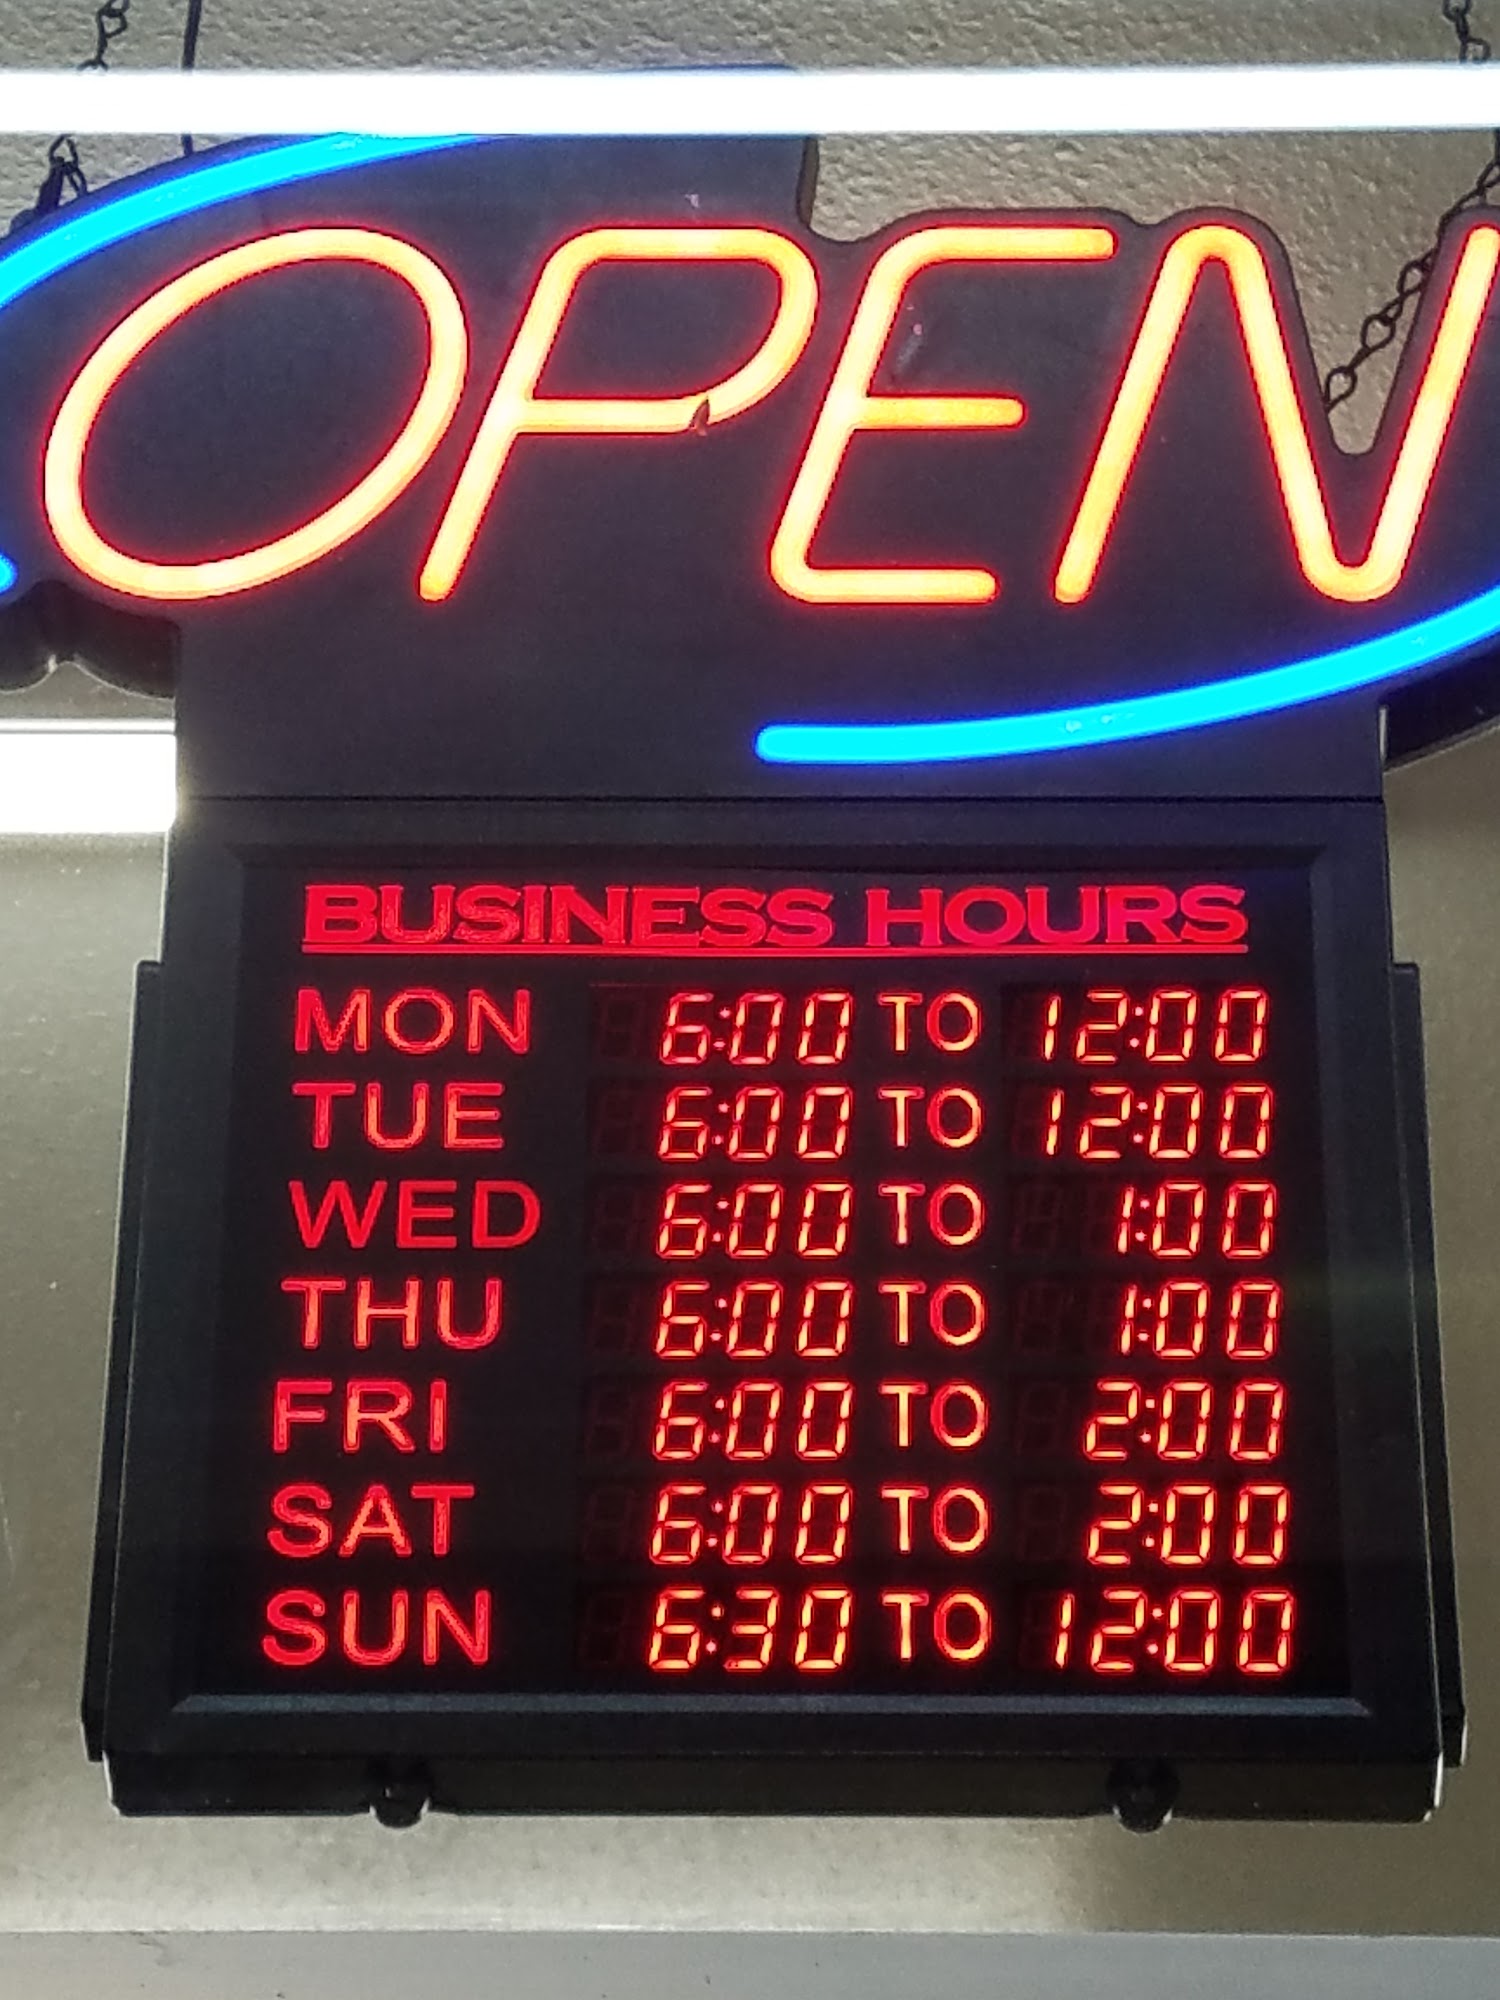 OPEN
BUSINESS HOURS
MON 6:00 TO 12:00
TUE 6:00 TO 12:00
WED 6:00 TO 1:00
THU 6:00 TO 1:00
FRI 6:00 TO 2:00
SAT 6:00 TO 2:00
SUN 6:30 TO 12:00